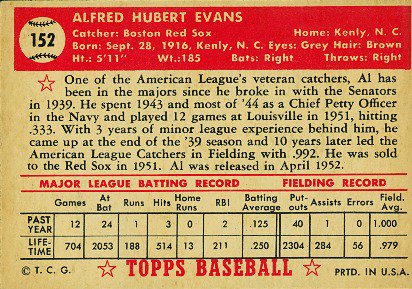 152
ALFRED HUBERT EVANS
Catcher: Boston Red Sox Home: Kenly, N. C.
Born: Sept. 28, 1916, Kenly, N. C. Eyes: Grey Hair: Brown
Ht.: 5'11" Wt.: 185 Bats: Right Throws: Right
One of the American League's veteran catchers, Al has
been in the majors since he broke in with the Senators
in 1939. He spent 1943 and most of '44 as a Chief Petty Officer
in the Navy and played 12 games at Louisville in 1951, hitting
.333. With 3 years of minor league experience behind him, he
came up at the end of the '39 season and 10 years later led the
American League Catchers in Fielding with .992. He was sold
to the Red Sox in 1951. Al was released in April 1952.
MAJOR LEAGUE BATTING RECORD FIELDING RECORD
Games At Bat Runs Hits Home Runs RBI Batting Average Put-outs Assists Errors Field. Avg.
PAST YEAR 12 24 1 3 0 2 .125 40 1 0 1.000
LIFE-TIME 704 2053 188 514 13 211 .250 2304 284 56 .979
© T. C. G. TOPPS BASEBALL PRTD. IN U.S.A.